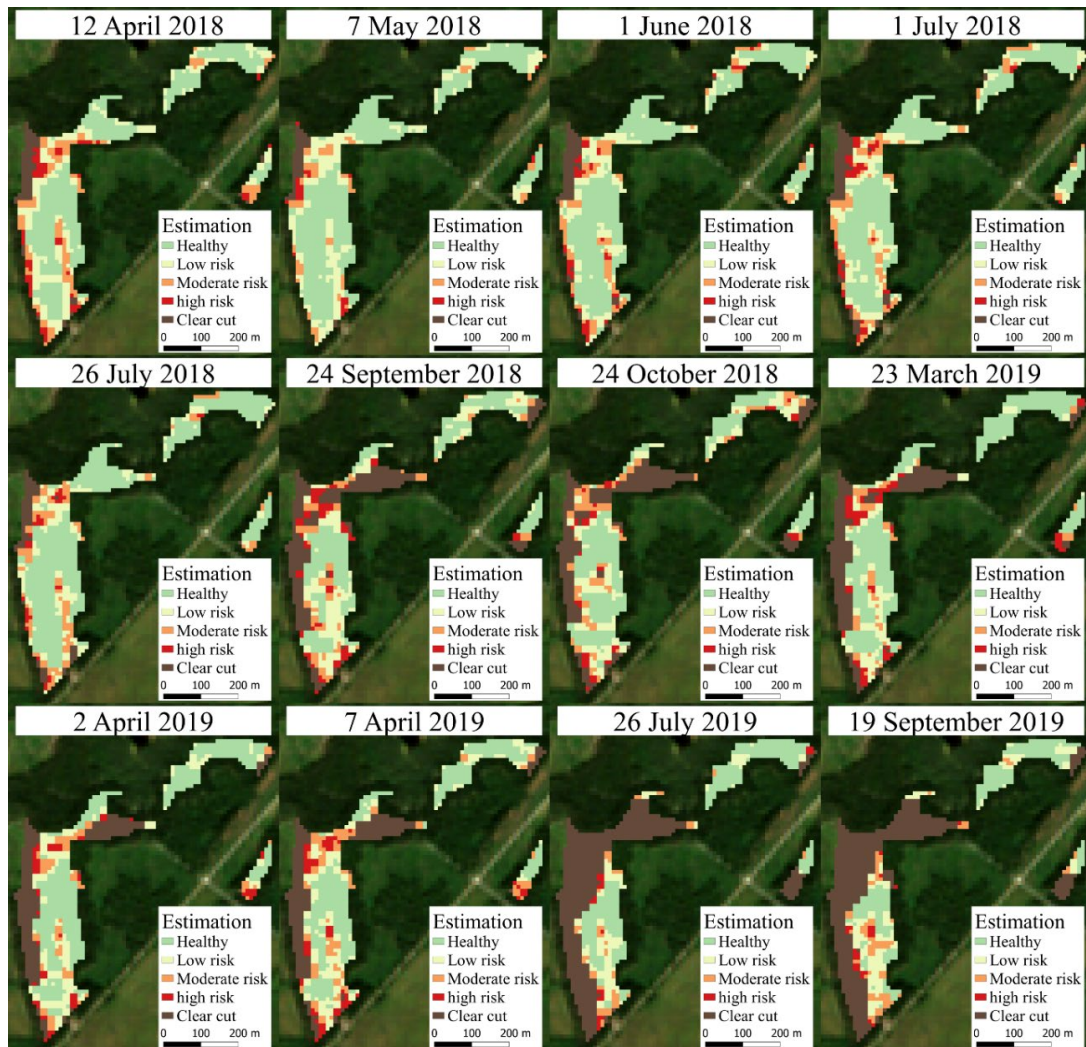 12 April 2018
Estimation
Healthy
Low risk
Moderate risk
high risk
Clear cut
0 100 200 m
7 May 2018
Estimation
Healthy
Low risk
Moderate risk
high risk
Clear cut
0 100 200 m
1 June 2018
Estimation
Healthy
Low risk
Moderate risk
high risk
Clear cut
0 100 200 m
1 July 2018
Estimation
Healthy
Low risk
Moderate risk
high risk
Clear cut
0 100 200 m
26 July 2018
Estimation
Healthy
Low risk
Moderate risk
high risk
Clear cut
0 100 200 m
24 September 2018
Estimation
Healthy
Low risk
Moderate risk
high risk
Clear cut
0 100 200 m
24 October 2018
Estimation
Healthy
Low risk
Moderate risk
high risk
Clear cut
0 100 200 m
23 March 2019
Estimation
Healthy
Low risk
Moderate risk
high risk
Clear cut
0 100 200 m
2 April 2019
Estimation
Healthy
Low risk
Moderate risk
high risk
Clear cut
0 100 200 m
7 April 2019
Estimation
Healthy
Low risk
Moderate risk
high risk
Clear cut
0 100 200 m
26 July 2019
Estimation
Healthy
Low risk
Moderate risk
high risk
Clear cut
0 100 200 m
19 September 2019
Estimation
Healthy
Low risk
Moderate risk
high risk
Clear cut
0 100 200 m